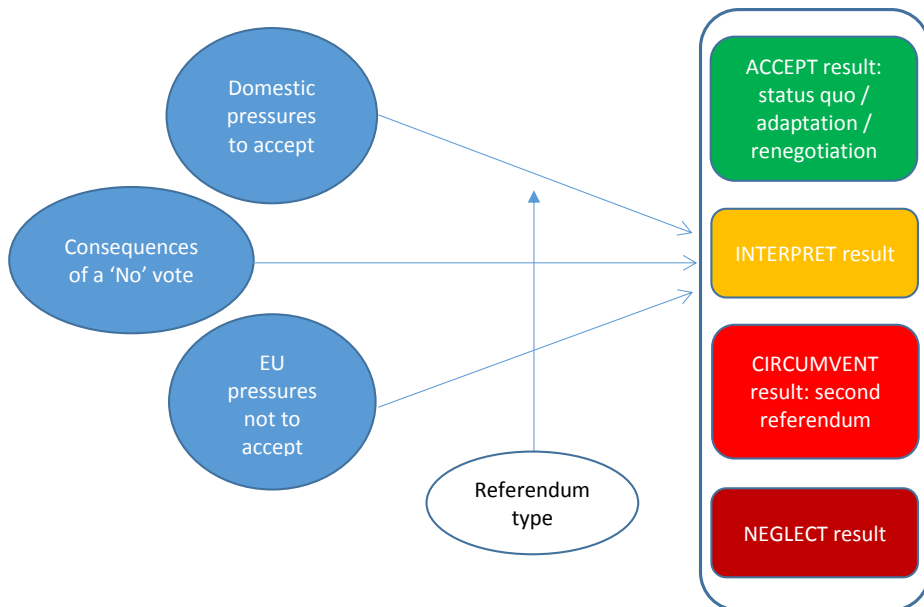 Domestic
pressures
to accept
Consequences
of a ‘No’ vote
EU
pressures
not to
accept
Referendum
type
ACCEPT result:
status quo /
adaptation /
renegotiation
INTERPRET result
CIRCUMVENT
result: second
referendum
NEGLECT result